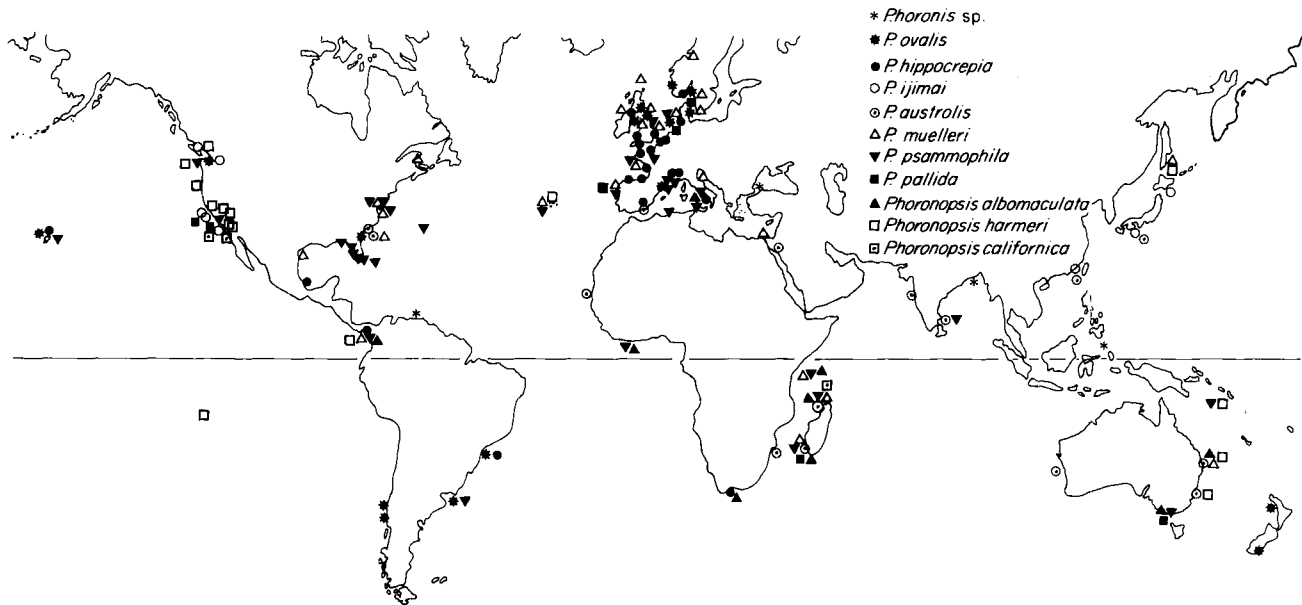 Phoronis sp.
P. ovalis
P. hippocrepia
P. ijimai
P. australis
P. muelleri
P. psammophila
P. pallida
Phoronopsis albomaculata
Phoronopsis harmeri
Phoronopsis californica